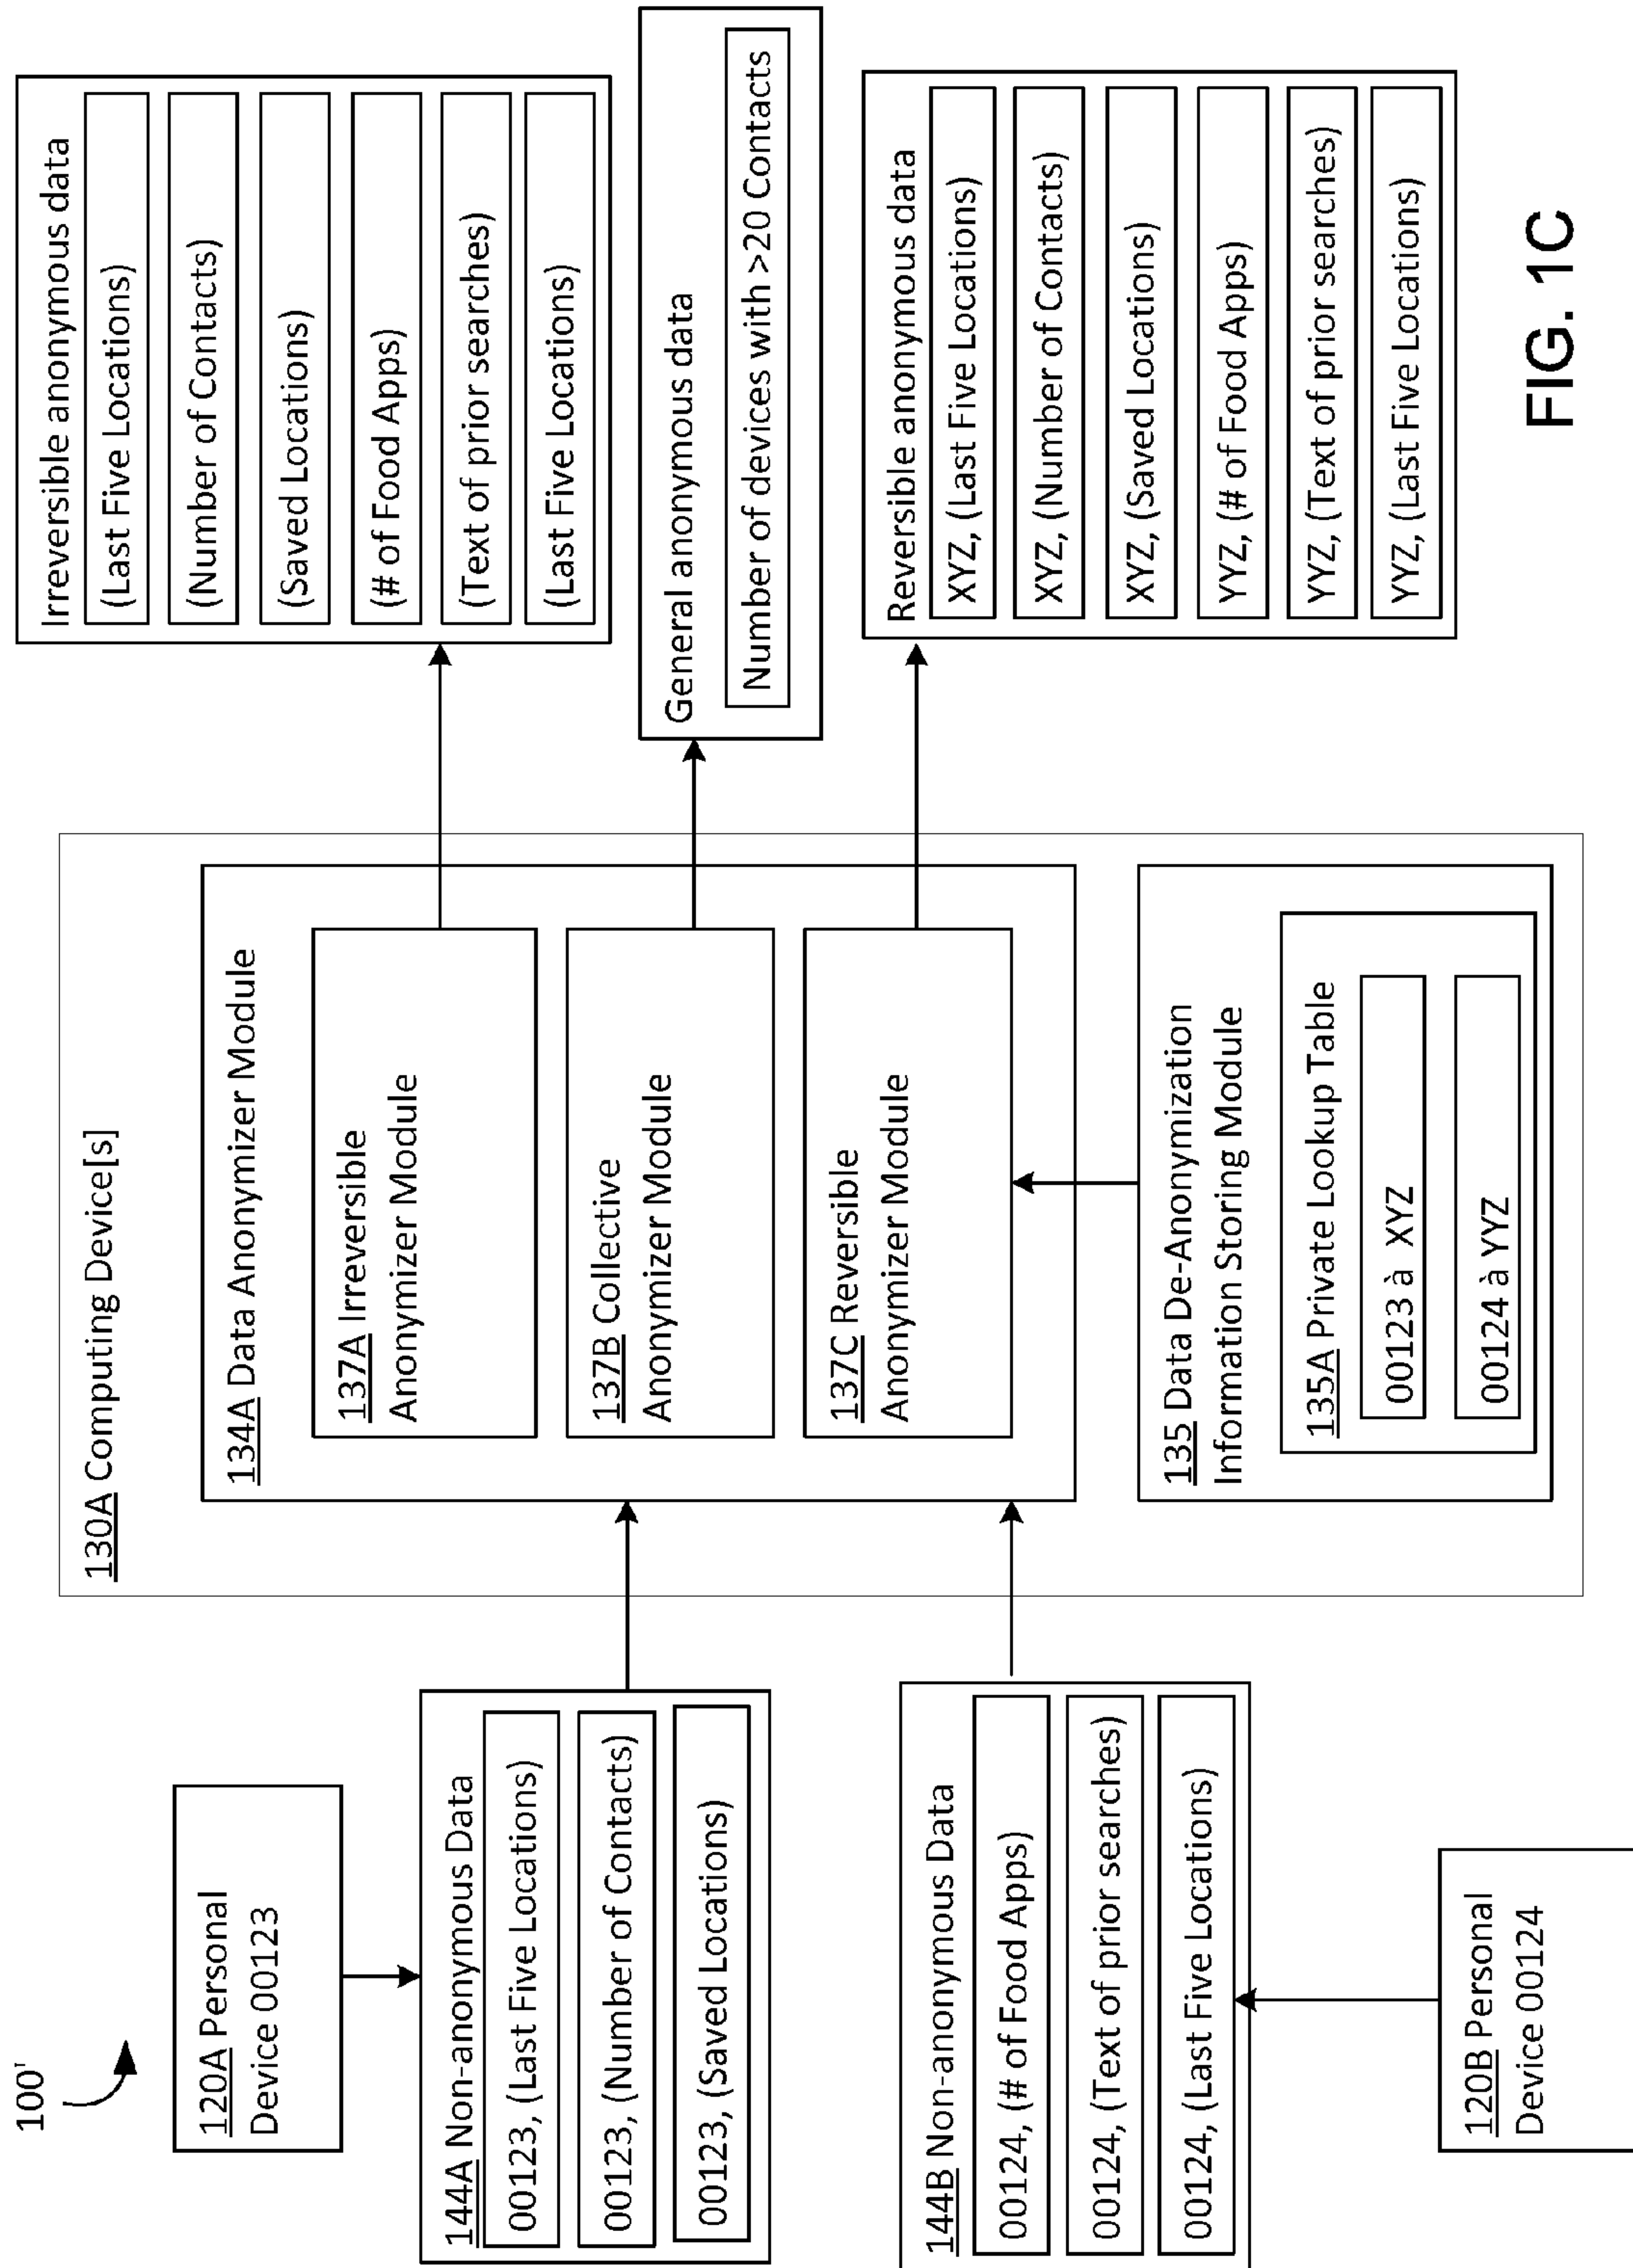 100'
120A Personal
Device 00123
144A Non-anonymous Data
00123, (Last Five Locations)
00123, (Number of Contacts)
00123, (Saved Locations)
144B Non-anonymous Data
00124, (# of Food Apps)
00124, (Text of prior searches)
00124, (Last Five Locations)
120B Personal
Device 00124
130A Computing Device[s]
134A Data Anonymizer Module
137A Irreversible
Anonymizer Module
137B Collective
Anonymizer Module
137C Reversible
Anonymizer Module
135 Data De-Anonymization
Information Storing Module
135A Private Lookup Table
00123 à XYZ
00124 à YYZ
Irreversible anonymous data
(Last Five Locations)
(Number of Contacts)
(Saved Locations)
(# of Food Apps)
(Text of prior searches)
(Last Five Locations)
General anonymous data
Number of devices with >20 Contacts
Reversible anonymous data
XYZ, (Last Five Locations)
XYZ, (Number of Contacts)
XYZ, (Saved Locations)
YYZ, (# of Food Apps)
YYZ, (Text of prior searches)
YYZ, (Last Five Locations)
FIG. 1C